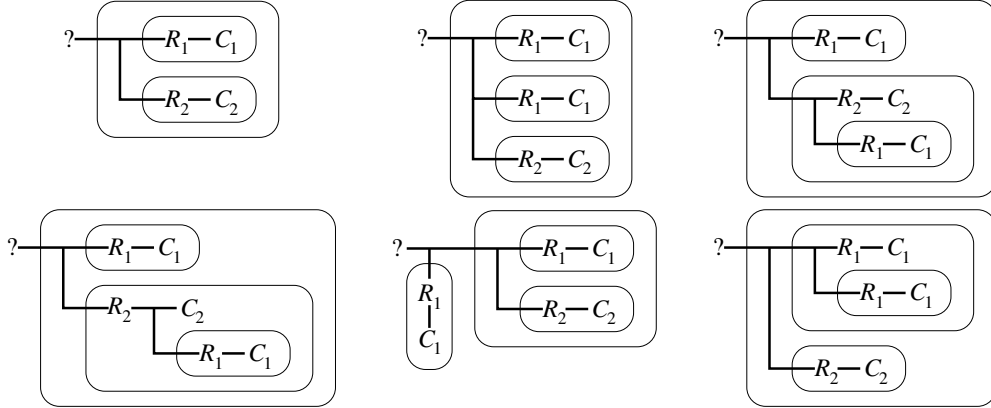 ? R₁ C₁
R₂ C₂
? R₁ C₁
R₁ C₁
R₂ C₂
? R₁ C₁
R₂ C₂
R₁ C₁
? R₁ C₁
R₂ C₂
R₁ C₁
? R₁ C₁
R₁
R₂ C₂
C₁
? R₁ C₁
R₁ C₁
R₂ C₂